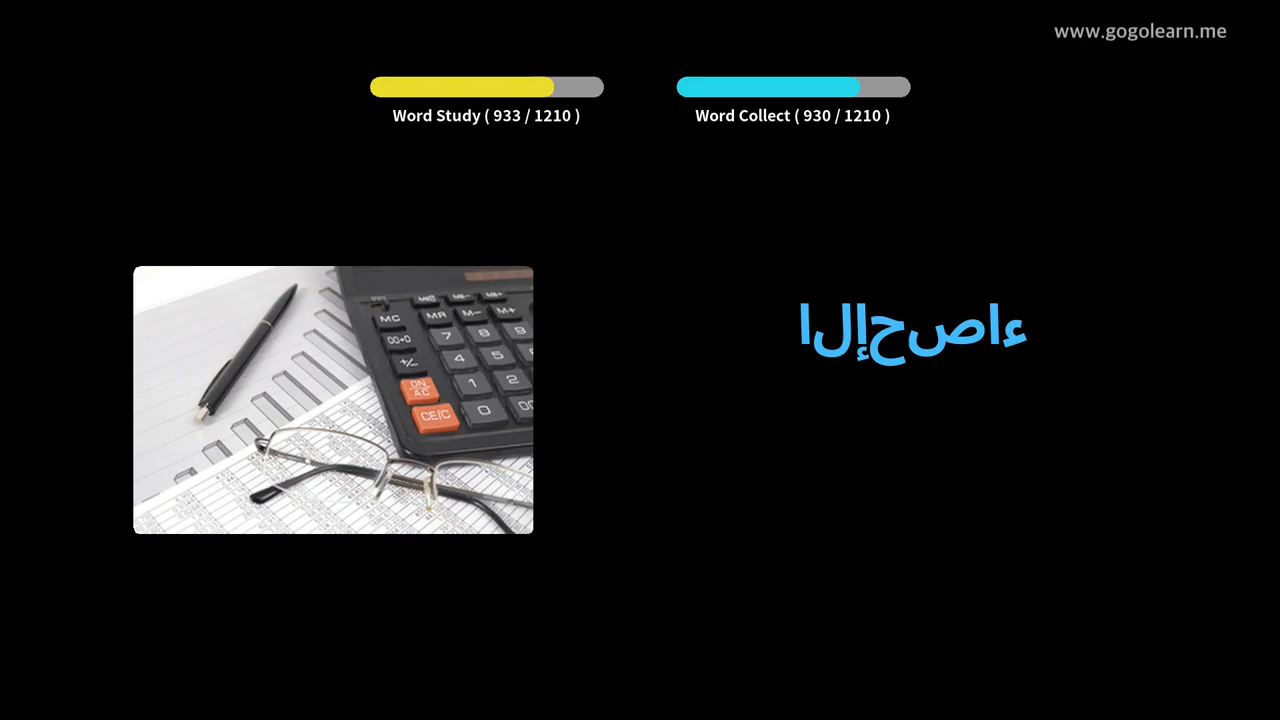 www.gogolearn.me
Word Study ( 933 / 1210 )
Word Collect ( 930 / 1210 )
الإحصاء
MC MR M– M+
00+0 7 8 9
+/– 4 5
ON AC 1 2
CE/C 0